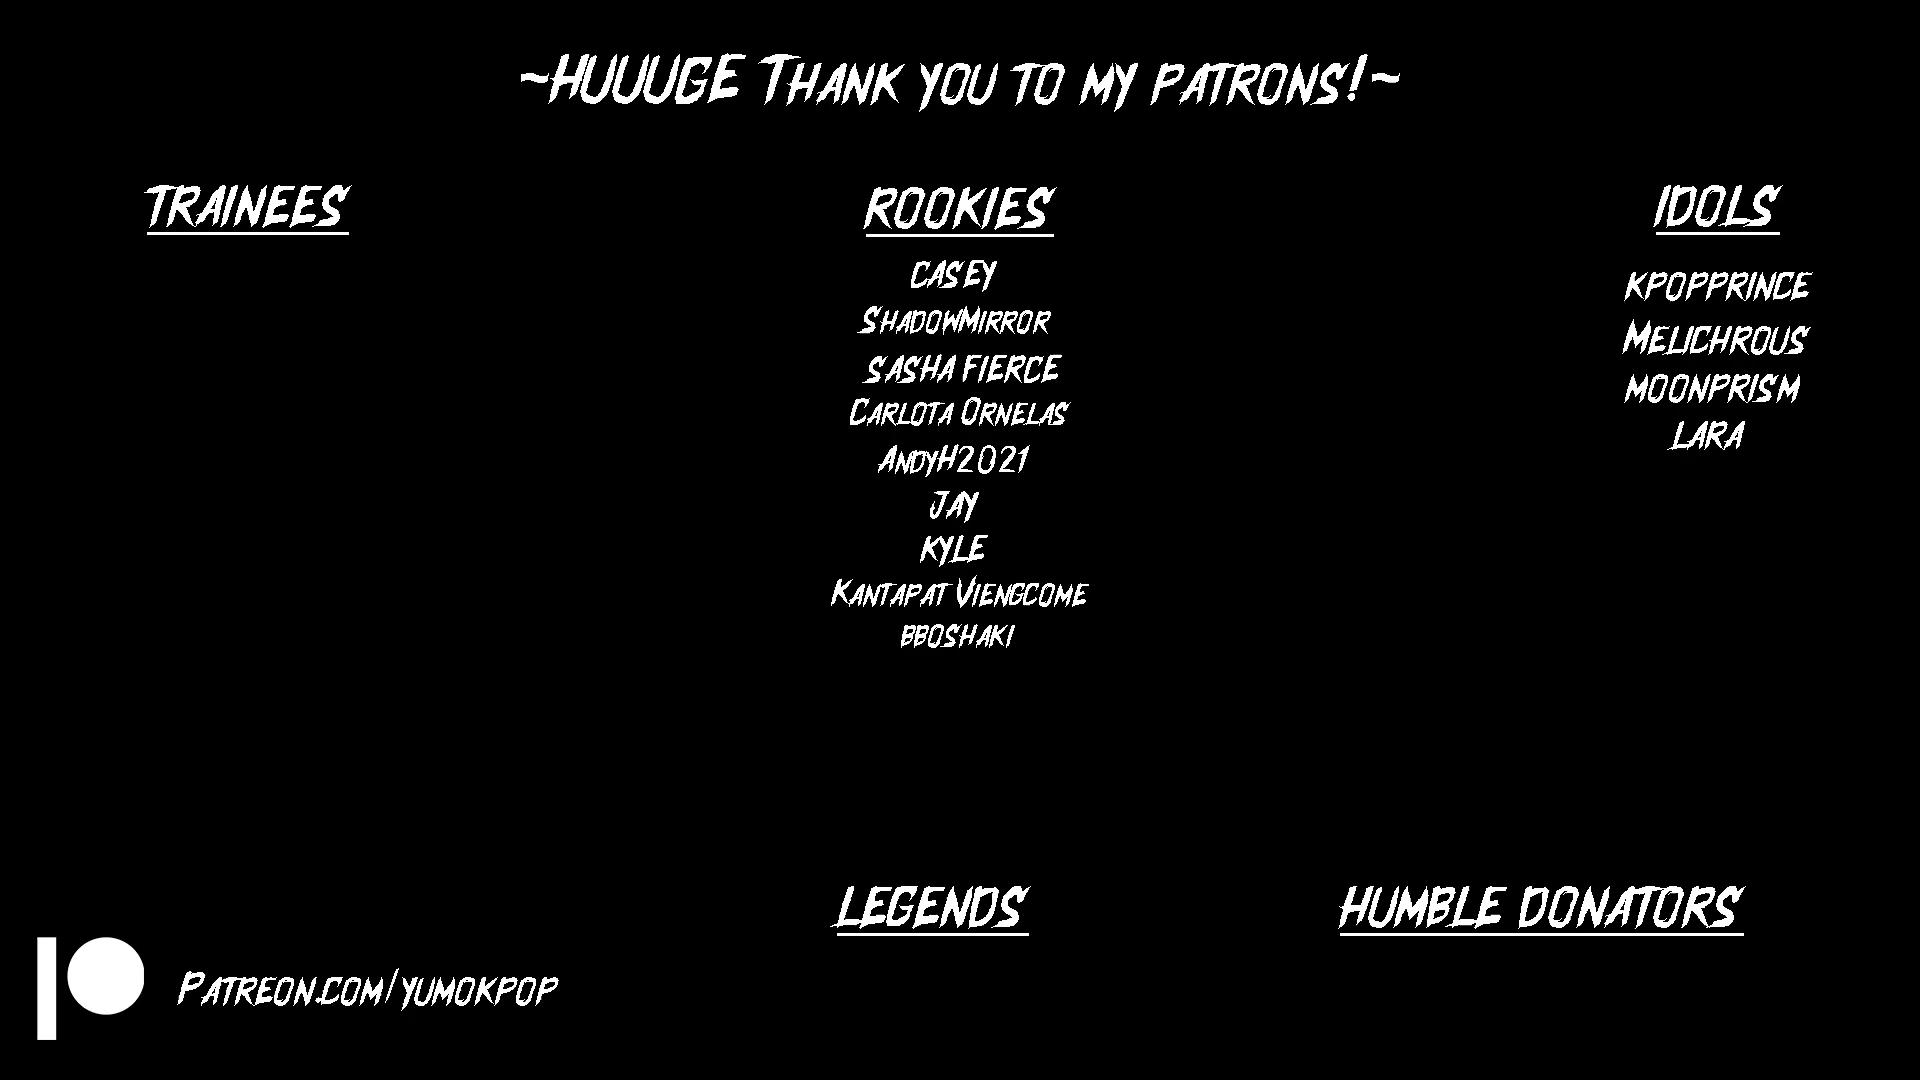 ~HUUUGE Thank you to my patrons!~
TRAINEES
ROOKIES
CASEY
ShadowMirror
SASHA FIERCE
Carlota Ornelas
AndyH2021
JAY
KYLE
Kantapat Viengcome
bboshaki
IDOLS
KPOPPRINCE
Melichrous
moonprism
LARA
LEGENDS
HUMBLE DONATORS
Patreon.com/yumokpop